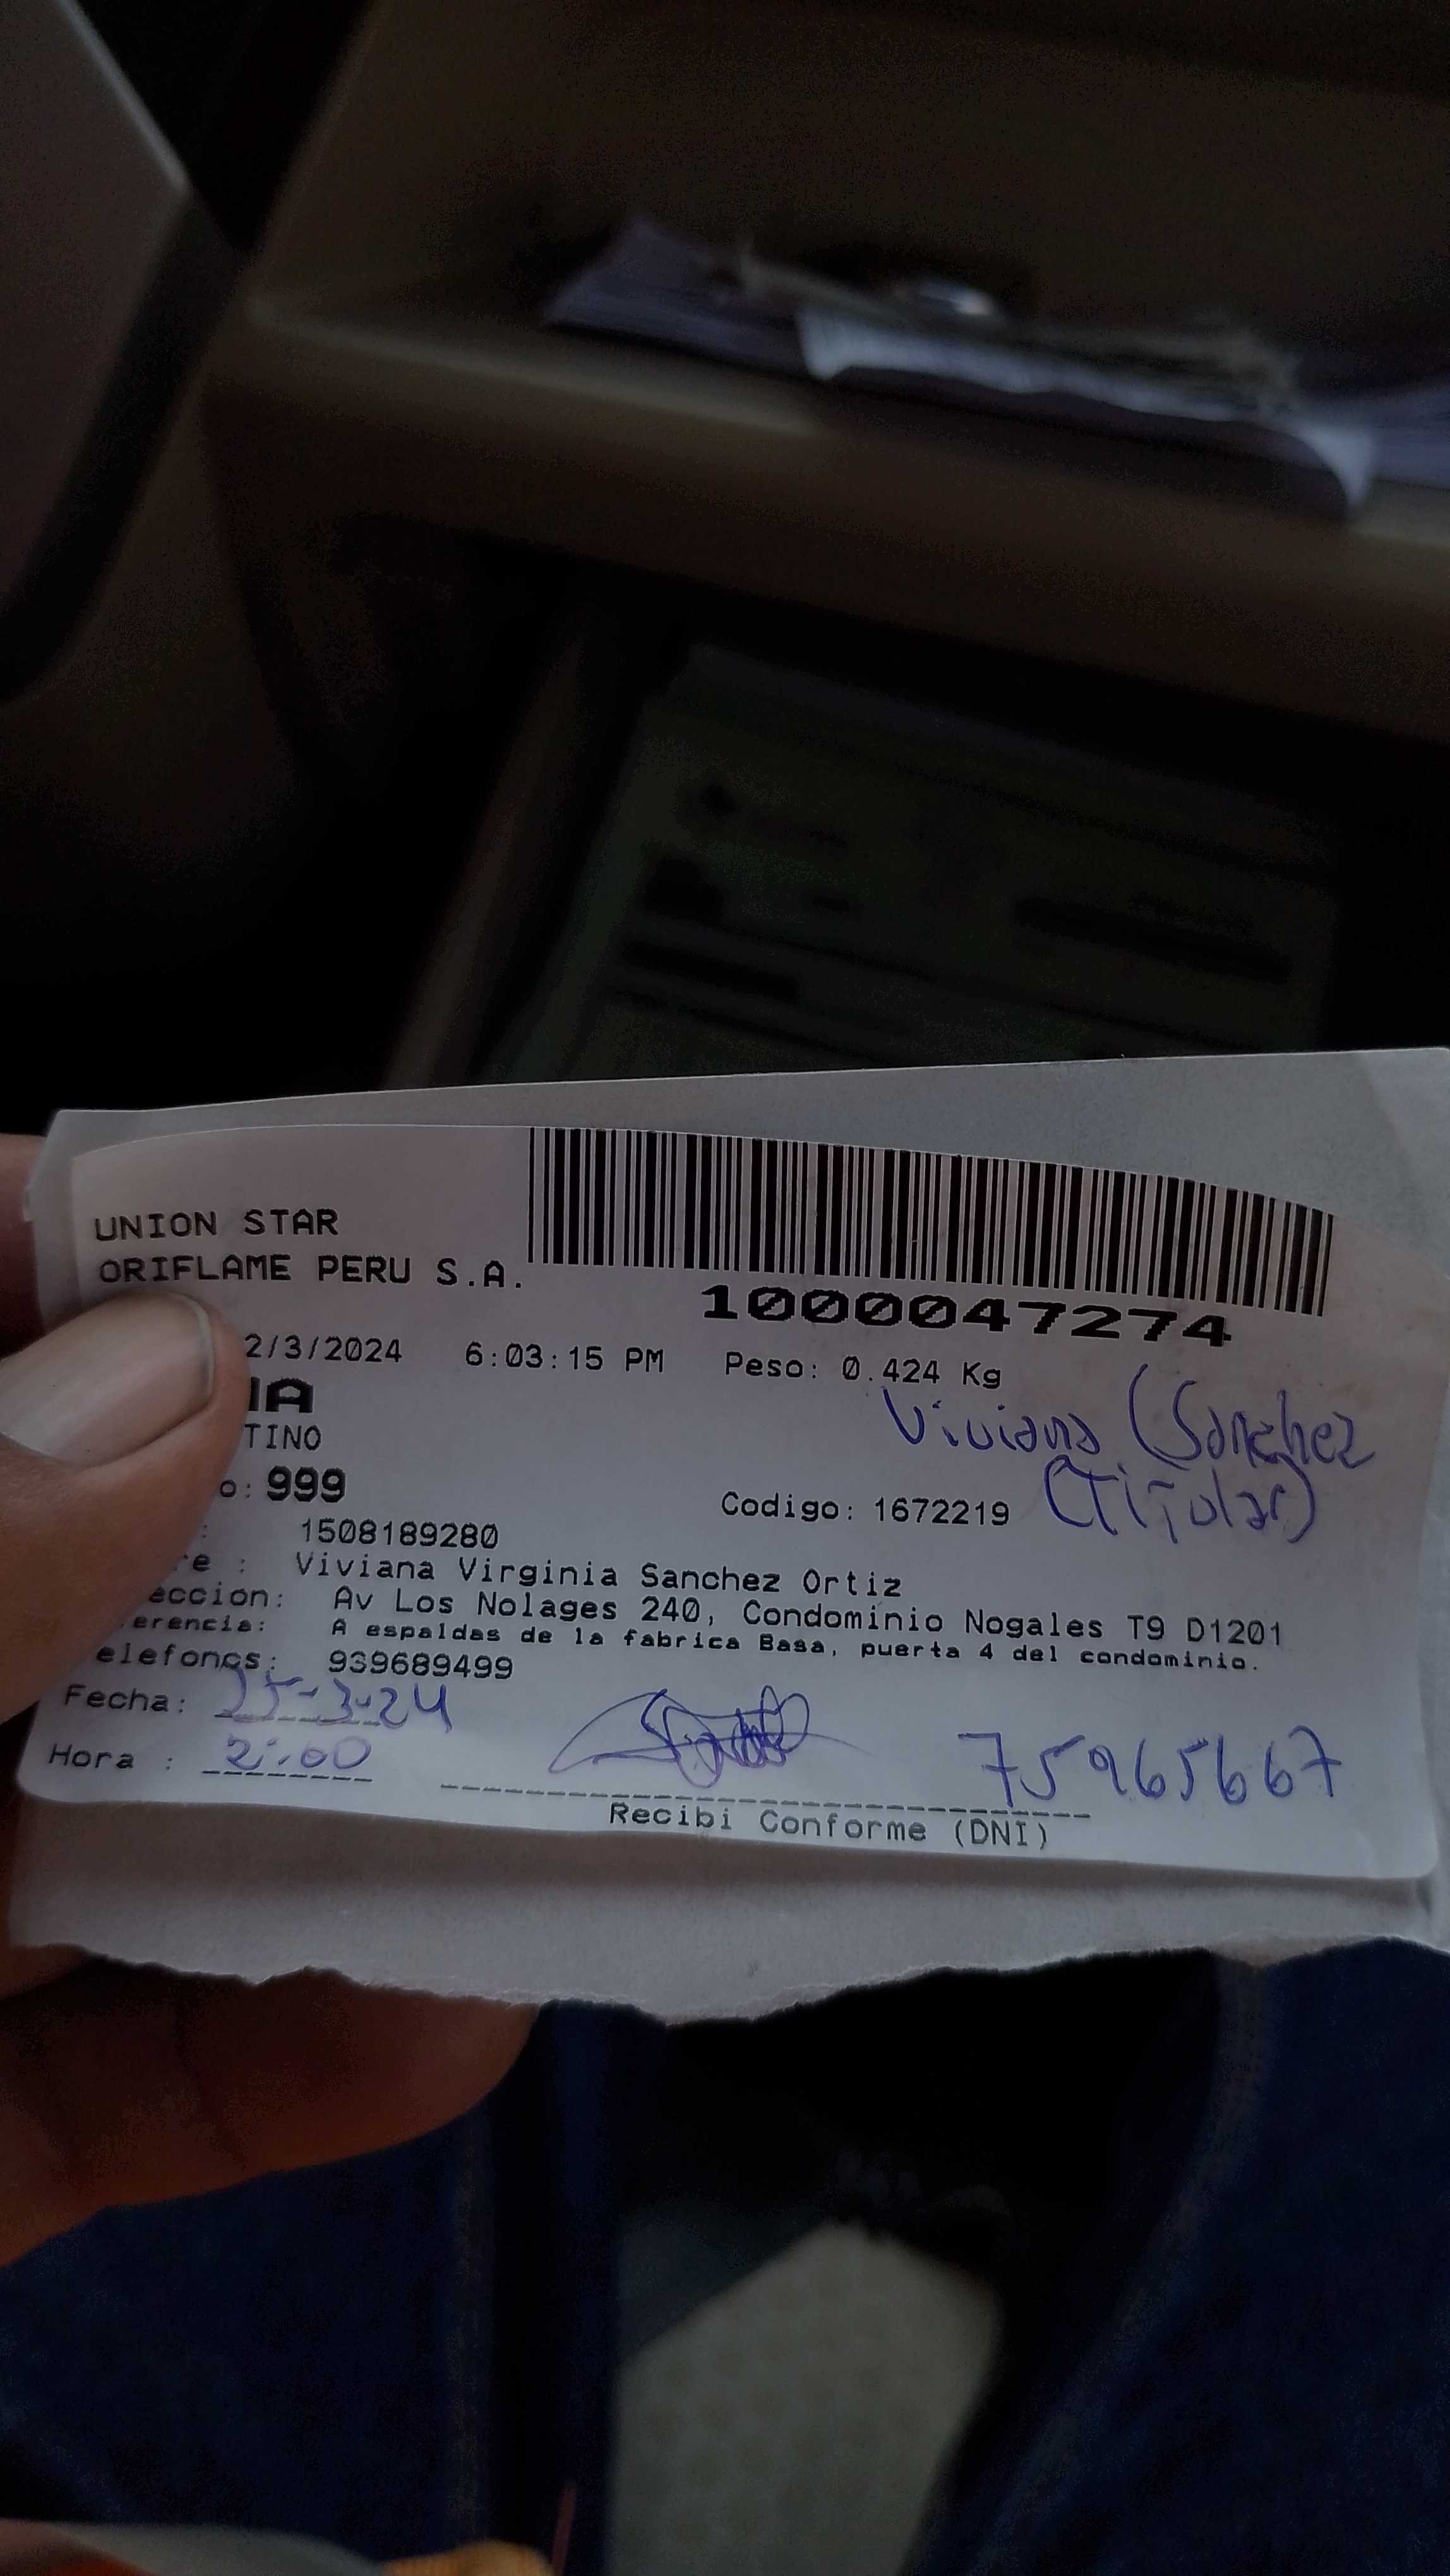 UNION STAR
ORIFLAME PERU S.A.
1000047274
2/3/2024 6:03:15 PM Peso: 0.424 Kg
IA
TINO
Viviana (Sanchez
(Titular)
o: 999
Codigo: 1672219
: 1508189280
re : Viviana Virginia Sanchez Ortiz
eccion: Av Los Nolages 240, Condominio Nogales T9 D1201
erencia: A espaldas de la fabrica Basa, puerta 4 del condominio.
elefonos: 939689499
Fecha: 25-3-24
Hora : 2:00
75965667
Recibi Conforme (DNI)